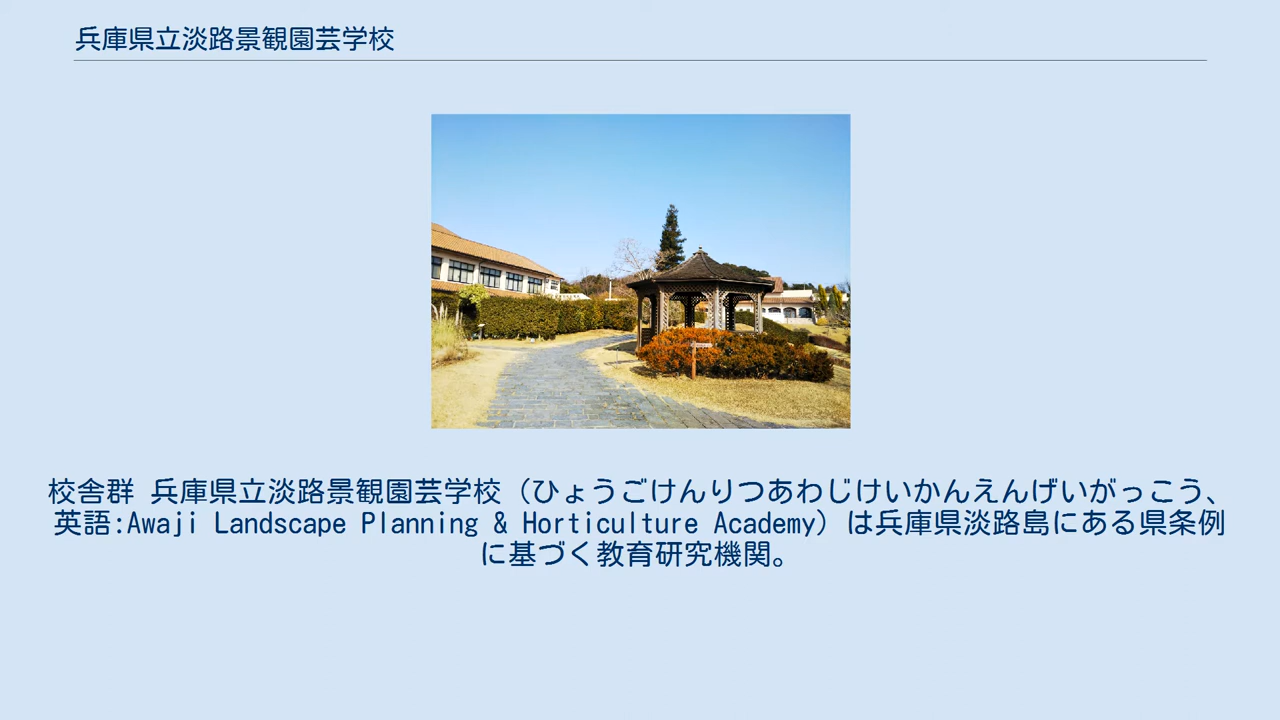 兵庫県立淡路景観園芸学校
校舎群 兵庫県立淡路景観園芸学校（ひょうごけんりつあわじけいかんえんげいがっこう、
英語:Awaji Landscape Planning & Horticulture Academy）は兵庫県淡路島にある県条例
に基づく教育研究機関。